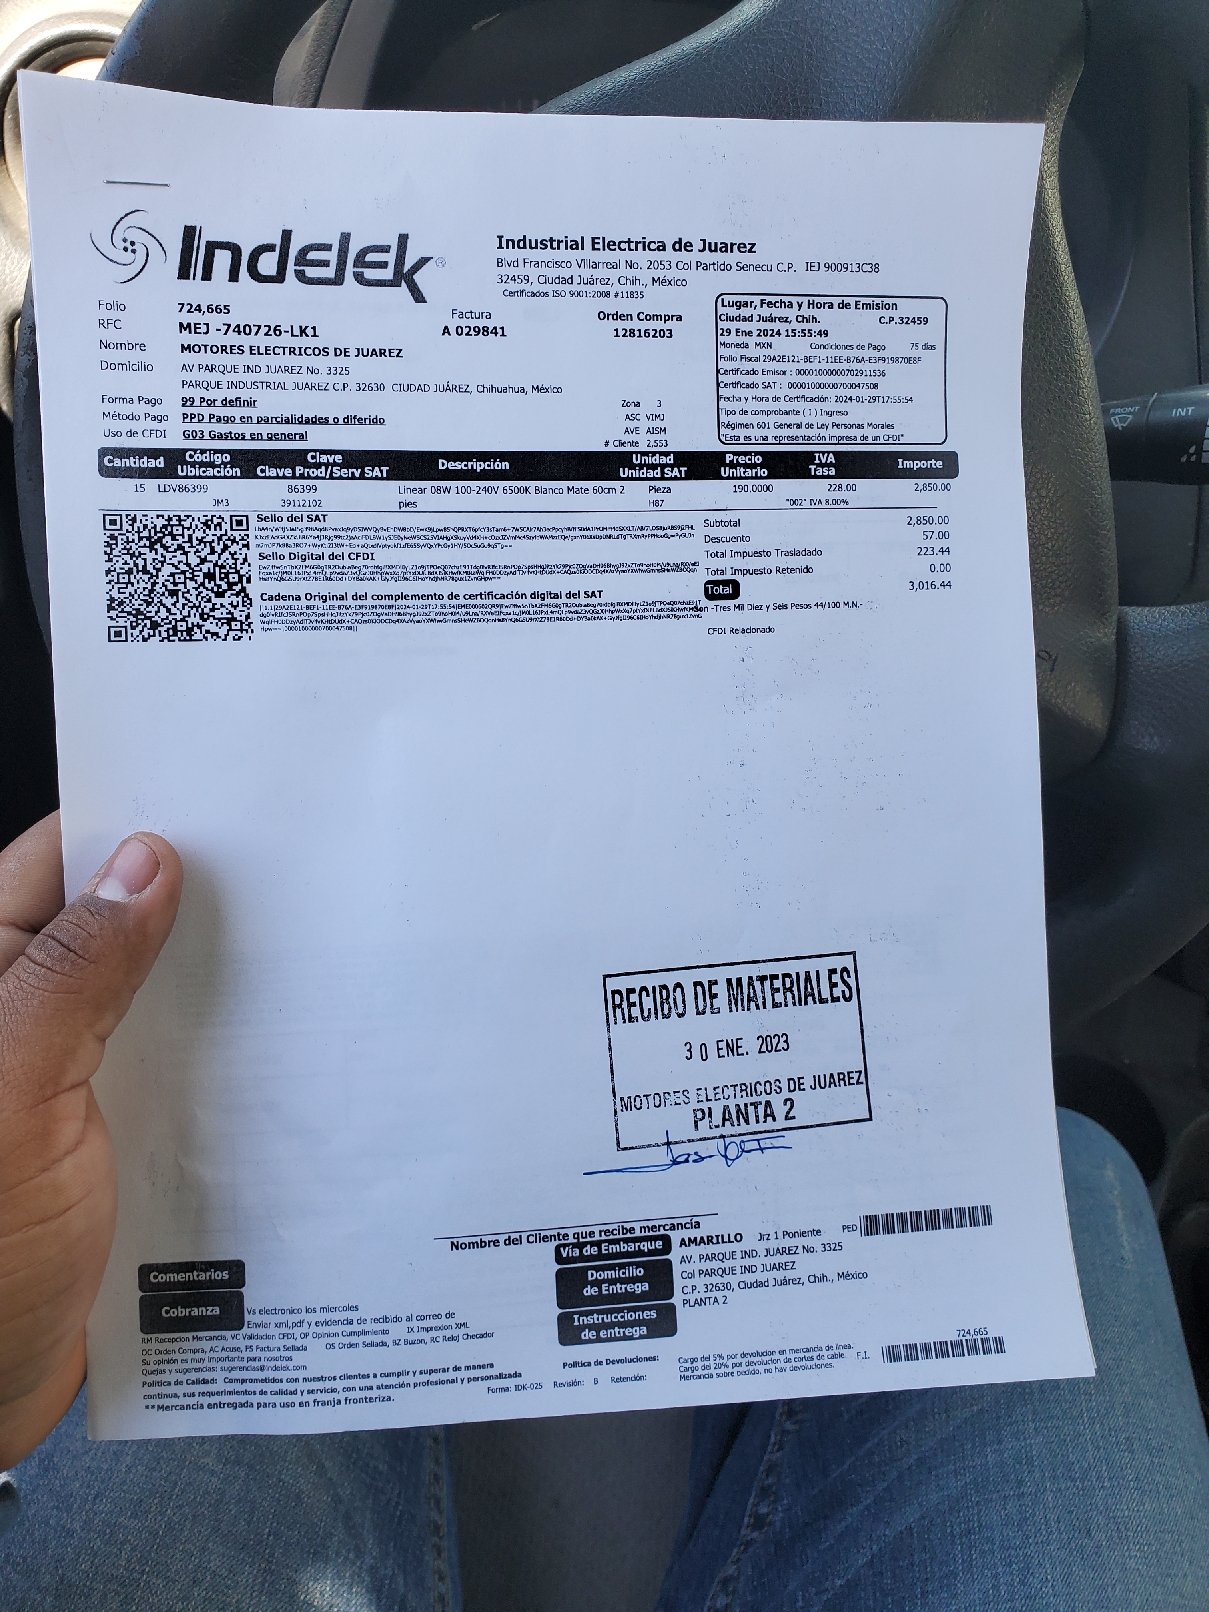 Indelek®
Industrial Electrica de Juarez
Blvd Francisco Villarreal No. 2053 Col Partido Senecu C.P. IEJ 900913C38
32459, Ciudad Juárez, Chih., México
Certificados ISO 9001:2008 #11835
Folio 724,665
RFC MEJ -740726-LK1
Nombre MOTORES ELECTRICOS DE JUAREZ
Domicilio AV PARQUE IND JUAREZ No. 3325
PARQUE INDUSTRIAL JUAREZ C.P. 32630 CIUDAD JUÁREZ, Chihuahua, México
Forma Pago 99 Por definir
Método Pago PPD Pago en parcialidades o diferido
Uso de CFDI G03 Gastos en general
Factura
A 029841
Orden Compra
12816203
Zona 3
ASC VIMJ
AVE AISM
# Cliente 2,553
Lugar, Fecha y Hora de Emision
Ciudad Juárez, Chih. C.P.32459
29 Ene 2024 15:55:49
Moneda MXN Condiciones de Pago 75 dias
Folio Fiscal 29A2E121-BEF1-11EE-B76A-E3F919870E8F
Certificado Emisor : 00001000000702911536
Certificado SAT : 00001000000700047508
Fecha y Hora de Certificación: 2024-01-29T17:55:54
Tipo de comprobante ( I ) Ingreso
Régimen 601 General de Ley Personas Morales
"Esta es una representación impresa de un CFDI"
Cantidad Código Ubicación Clave Clave Prod/Serv SAT Descripción Unidad Unidad SAT Precio Unitario IVA Tasa Importe
15 LDV86399 86399 Linear 08W 100-240V 6500K Blanco Mate 60cm 2 Pieza 190.0000 228.00 2,850.00
JM3 39112102 pies H87 "002" IVA 8.00%
Sello del SAT
Sello Digital del CFDI
Cadena Original del complemento de certificación digital del SAT
Subtotal 2,850.00
Descuento 57.00
Total Impuesto Trasladado 223.44
Total Impuesto Retenido 0.00
Total 3,016.44
-Tres Mil Diez y Seis Pesos 44/100 M.N.-
CFDI Relacionado
RECIBO DE MATERIALES
30 ENE. 2023
MOTORES ELECTRICOS DE JUAREZ
PLANTA 2
Nombre del Cliente que recibe mercancía
Vía de Embarque AMARILLO Jrz 1 Poniente PED
Domicilio de Entrega AV. PARQUE IND. JUAREZ No. 3325
Col PARQUE IND JUAREZ
C.P. 32630, Ciudad Juárez, Chih., México
PLANTA 2
Instrucciones de entrega
Comentarios
Cobranza Vs electronico los miercoles
Enviar xml,pdf y evidencia de recibido al correo de
RM Recepcion Mercancia, VC Validacion CFDI, OP Opinion Cumplimiento IX Impresion XML
OC Orden Compra, AC Acuse, FS Factura Sellada OS Orden Sellada, BZ Buzon, RC Reloj Checador
Su opinión es muy importante para nosotros
Quejas y sugerencias: sugerencias@indelek.com
Política de Calidad: Comprometidos con nuestros clientes a cumplir y superar de manera
continua, sus requerimientos de calidad y servicio, con una atención profesional y personalizada
**Mercancía entregada para uso en franja fronteriza.
Forma: IDK-025 Revisión: B Retención:
Política de Devoluciones: Cargo del 5% por devolucion en mercancia de línea.
Cargo del 20% por devolucion de cortes de cable.
Mercancia sobre pedido, no hay devoluciones.
F.I. 724,665
FRONT
INT